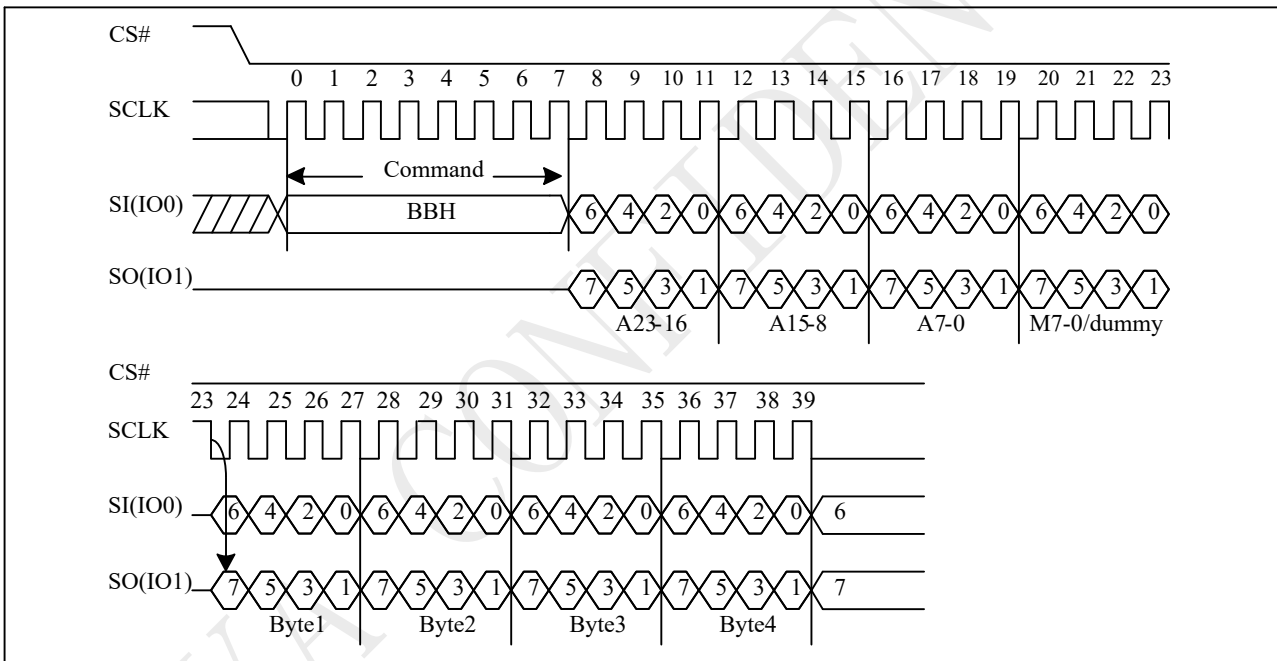 CS#
0 1 2 3 4 5 6 7 8 9 10 11 12 13 14 15 16 17 18 19 20 21 22 23
SCLK
Command
SI(IO0) BBH 6 4 2 0 6 4 2 0 6 4 2 0 6 4 2 0
SO(IO1) 7 5 3 1 7 5 3 1 7 5 3 1 7 5 3 1
A23-16 A15-8 A7-0 M7-0/dummy
CS#
23 24 25 26 27 28 29 30 31 32 33 34 35 36 37 38 39
SCLK
SI(IO0) 6 4 2 0 6 4 2 0 6 4 2 0 6 4 2 0 6
SO(IO1) 7 5 3 1 7 5 3 1 7 5 3 1 7 5 3 1 7
Byte1 Byte2 Byte3 Byte4